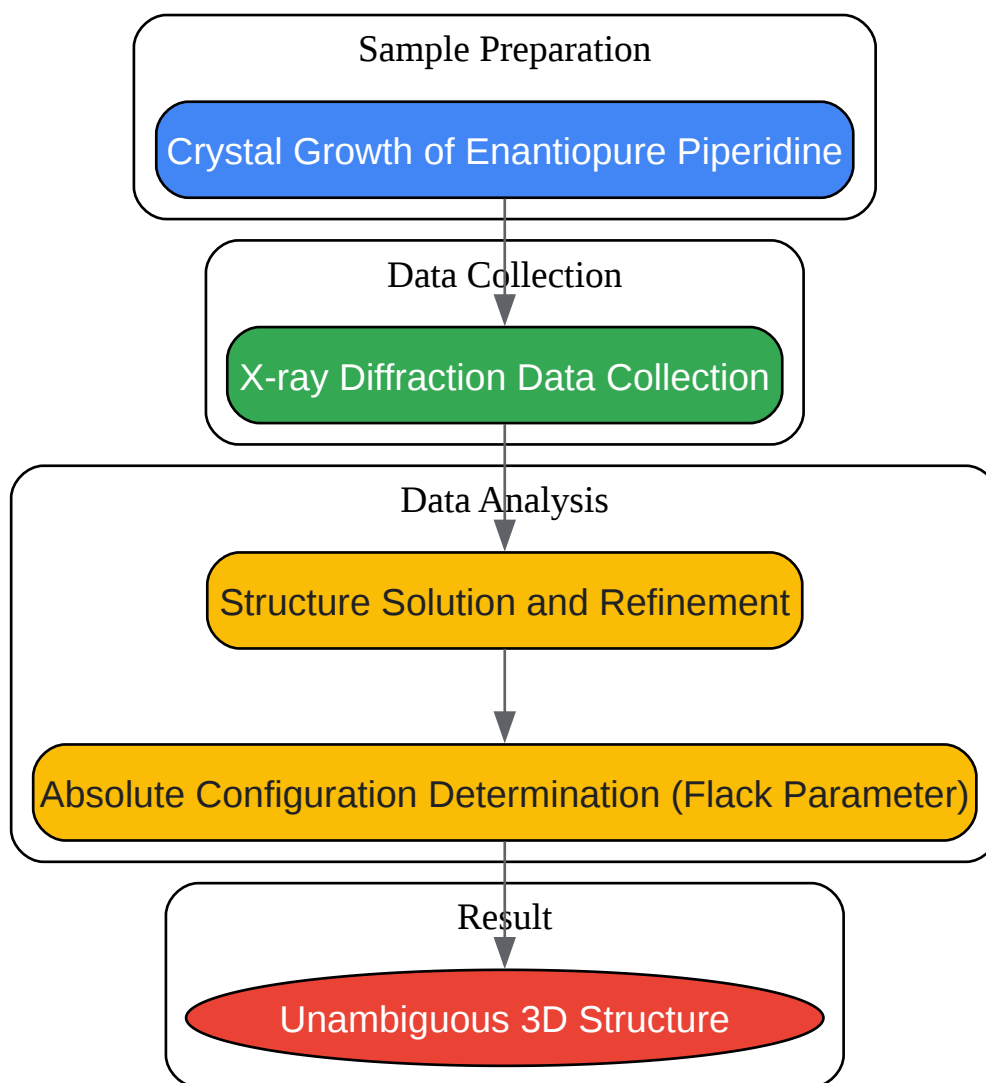 Sample Preparation
Crystal Growth of Enantiopure Piperidine
Data Collection
X-ray Diffraction Data Collection
Data Analysis
Structure Solution and Refinement
Absolute Configuration Determination (Flack Parameter)
Result
Unambiguous 3D Structure